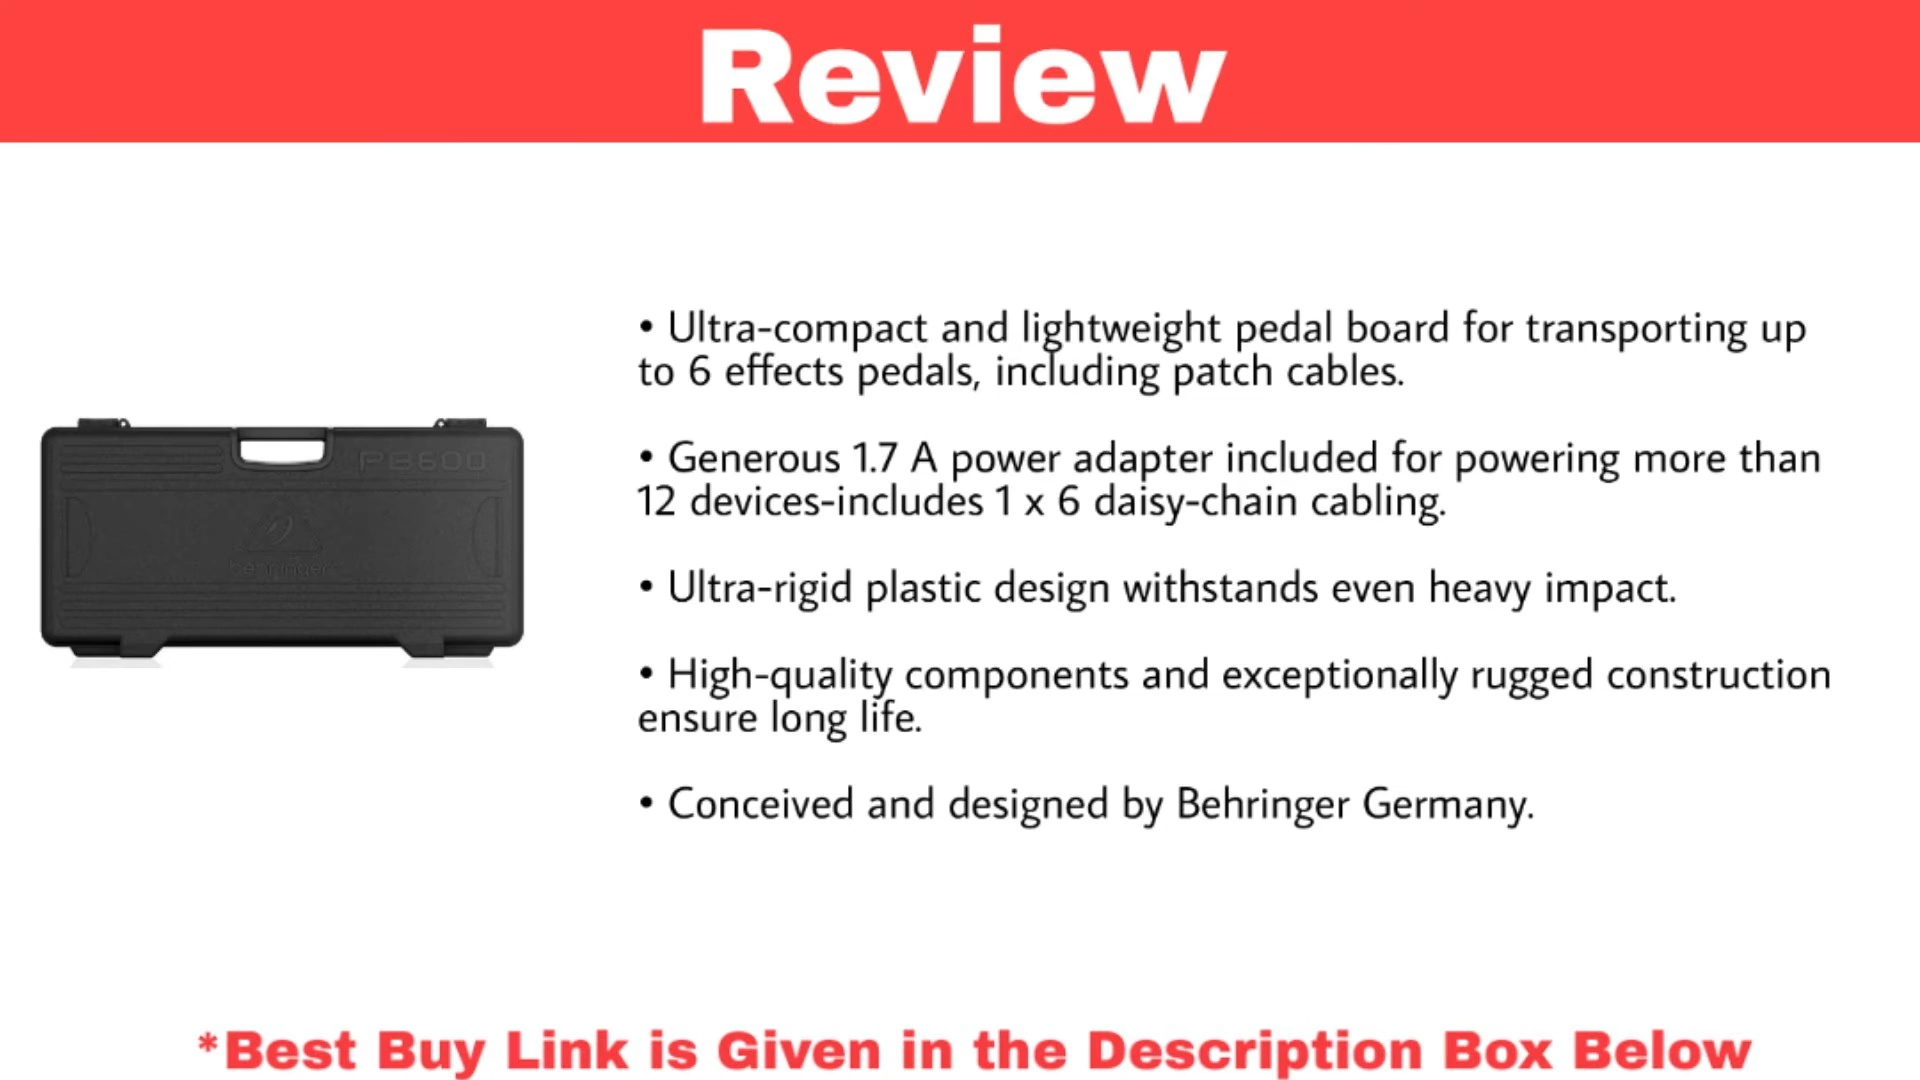 Review
• Ultra-compact and lightweight pedal board for transporting up
to 6 effects pedals, including patch cables.
PB600
• Generous 1.7 A power adapter included for powering more than
12 devices-includes 1 x 6 daisy-chain cabling.
behringer
• Ultra-rigid plastic design withstands even heavy impact.
• High-quality components and exceptionally rugged construction
ensure long life.
• Conceived and designed by Behringer Germany.
*Best Buy Link is Given in the Description Box Below